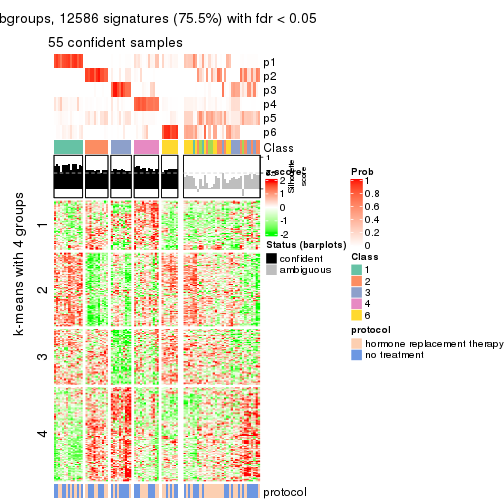 bgroups, 12586 signatures (75.5%) with fdr < 0.05
55 confident samples
p1
p2
p3
p4
p5
p6
Class
1
Silhouette
score
z-score
2
1
0
-1
-2
Status (barplots)
confident
ambiguous
Prob
1
0.8
0.6
0.4
0.2
0
Class
1
2
3
4
6
protocol
hormone replacement therapy
no treatment
k-means with 4 groups
1
2
3
4
protocol